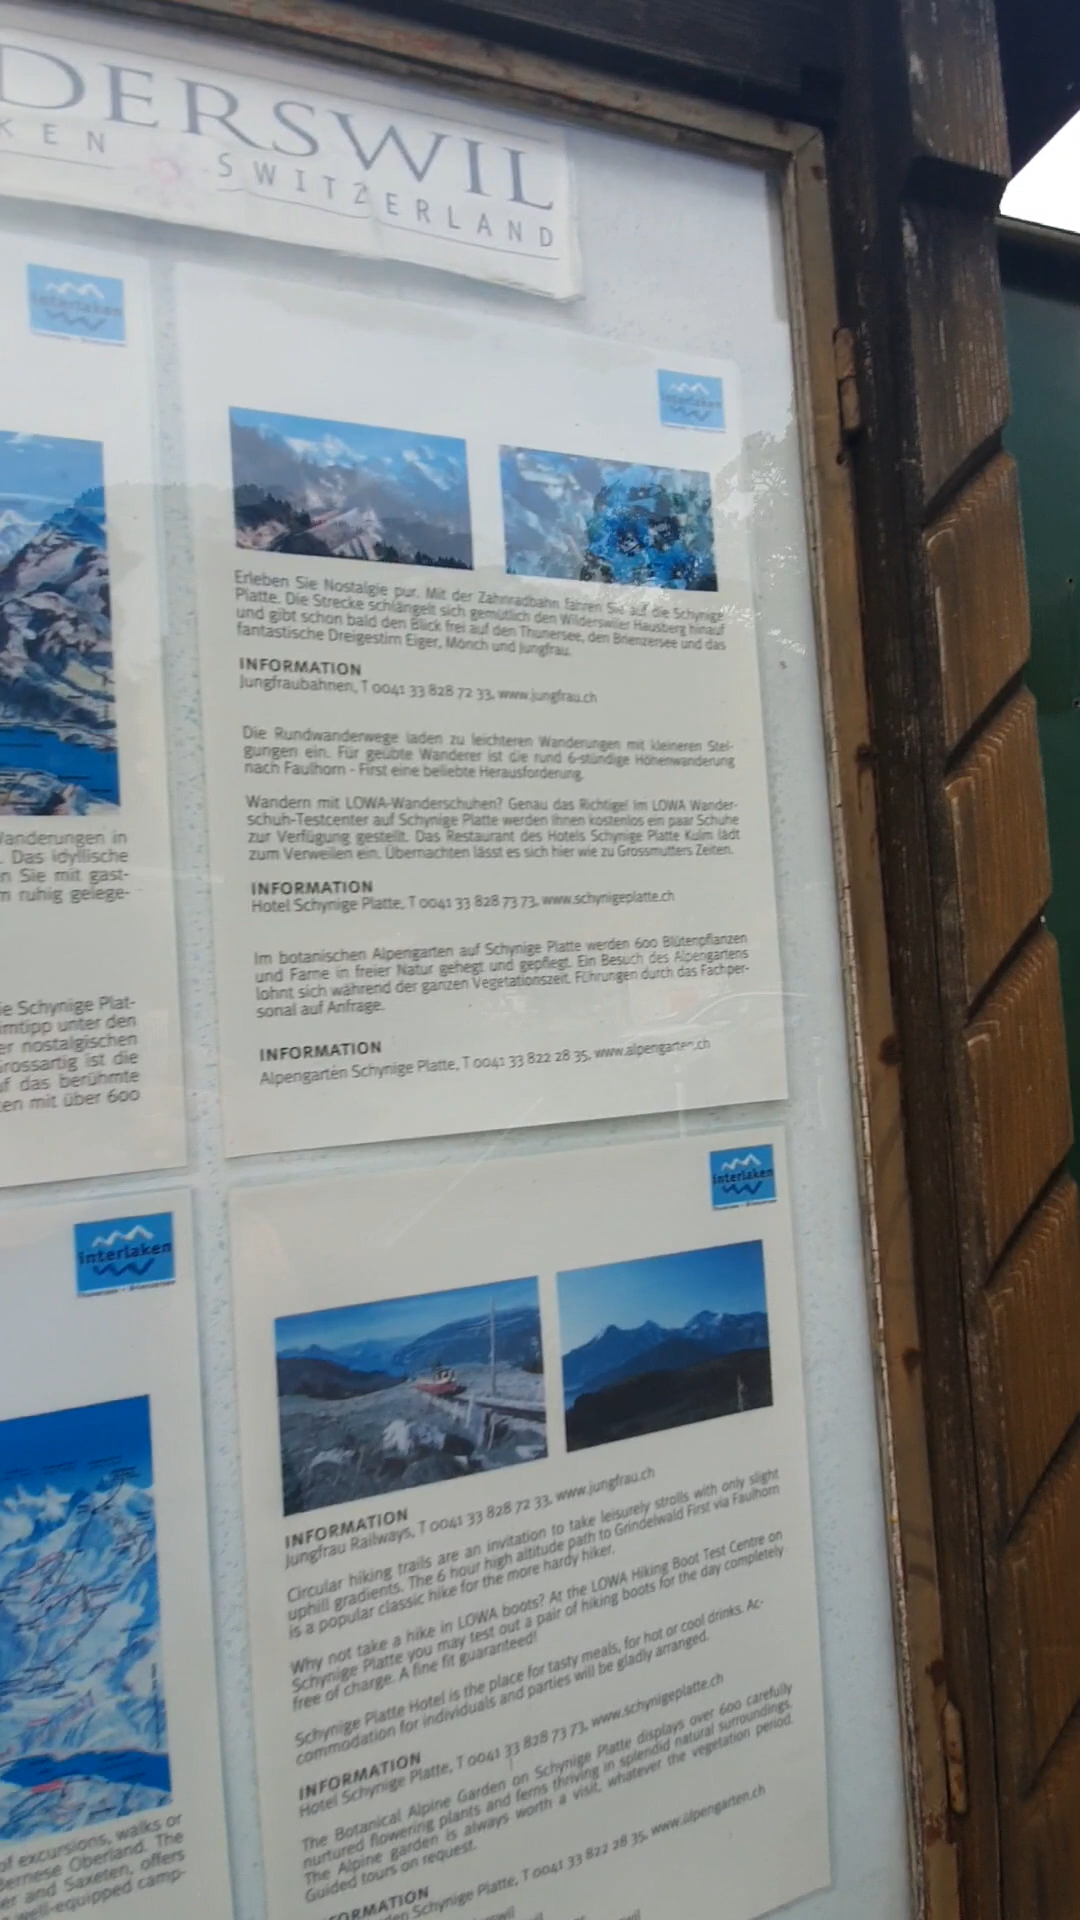 DERSWIL
KEN SWITZERLAND
interlaken
interlaken
Erleben Sie Nostalgie pur. Mit der Zahnradbahn fahren Sie auf die Schynige
Platte. Die Strecke schlängelt sich gemütlich den Wilderswiler Hausberg hinauf
und gibt schon bald den Blick frei auf den Thunersee, den Brienzersee und das
fantastische Dreigestirn Eiger, Mönch und Jungfrau.
INFORMATION
Jungfraubahnen, T 0041 33 828 72 33, www.jungfrau.ch
Die Rundwanderwege laden zu leichteren Wanderungen mit kleineren Stei-
gungen ein. Für geübte Wanderer ist die rund 6-stündige Höhenwanderung
nach Faulhorn - First eine beliebte Herausforderung.
Wandern mit LOWA-Wanderschuhen? Genau das Richtige! Im LOWA Wander-
schuh-Testcenter auf Schynige Platte werden Ihnen kostenlos ein paar Schuhe
zur Verfügung gestellt. Das Restaurant des Hotels Schynige Platte Kulm lädt
zum Verweilen ein. Übernachten lässt es sich hier wie zu Grossmutters Zeiten.
INFORMATION
Hotel Schynige Platte, T 0041 33 828 73 73, www.schynigeplatte.ch
Im botanischen Alpengarten auf Schynige Platte werden 600 Blütenpflanzen
und Farne in freier Natur gehegt und gepflegt. Ein Besuch des Alpengartens
lohnt sich während der ganzen Vegetationszeit. Führungen durch das Fachper-
sonal auf Anfrage.
INFORMATION
Alpengarten Schynige Platte, T 0041 33 822 28 35, www.alpengarten.ch
Wanderungen in
. Das idyllische
n Sie mit gast-
m ruhig gelege-
ie Schynige Plat-
imtipp unter den
er nostalgischen
Grossartig ist die
uf das berühmte
ten mit über 600
interlaken
interlaken
INFORMATION
Jungfrau Railways, T 0041 33 828 72 33, www.jungfrau.ch
Circular hiking trails are an invitation to take leisurely strolls with only slight
uphill gradients. The 6 hour high altitude path to Grindelwald First via Faulhorn
is a popular classic hike for the more hardy hiker.
Why not take a hike in LOWA boots? At the LOWA Hiking Boot Test Centre on
Schynige Platte you may test out a pair of hiking boots for the day completely
free of charge. A fine fit guaranteed!
Schynige Platte Hotel is the place for tasty meals, for hot or cool drinks. Ac-
commodation for individuals and parties will be gladly arranged.
INFORMATION
Hotel Schynige Platte, T 0041 33 828 73 73, www.schynigeplatte.ch
The Botanical Alpine Garden on Schynige Platte displays over 600 carefully
nurtured flowering plants and ferns thriving in splendid natural surroundings.
The Alpine garden is always worth a visit, whatever the vegetation period.
Guided tours on request.
ORMATION
den Schynige Platte, T 0041 33 822 28 35, www.alpengarten.ch
of excursions, walks or
Bernese Oberland. The
er and Saxeten, offers
well-equipped camp-